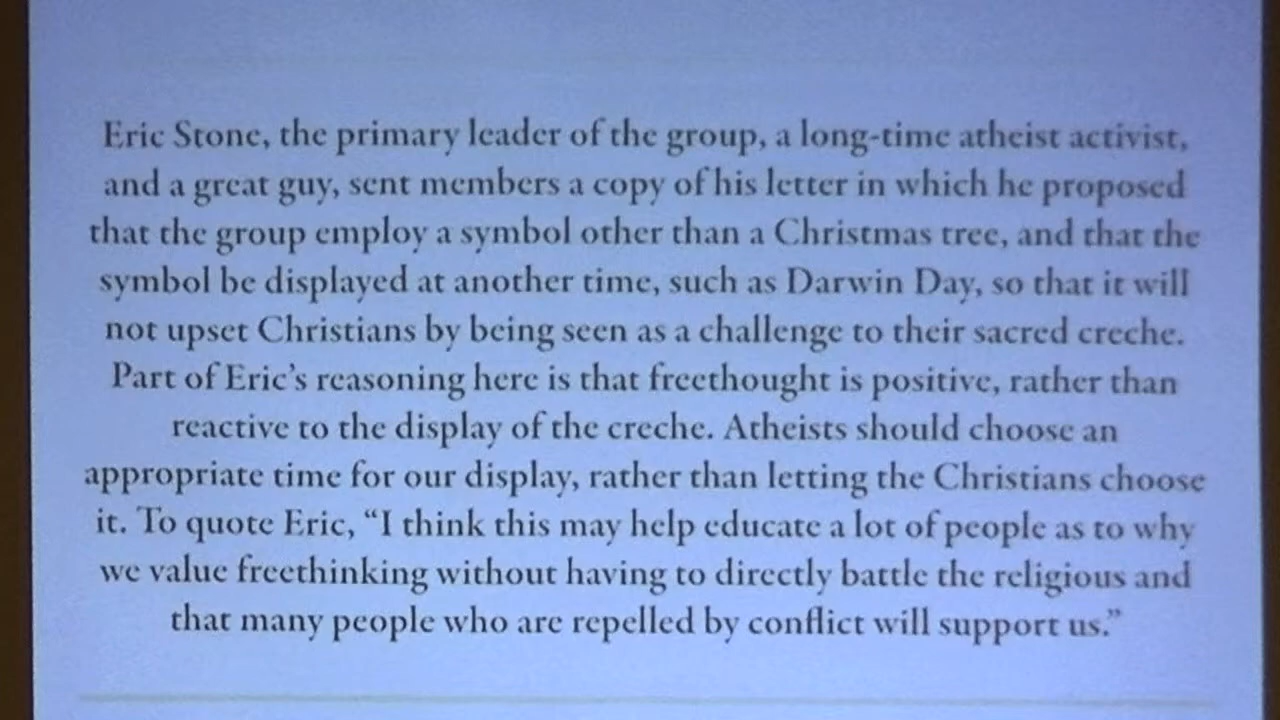 Eric Stone, the primary leader of the group, a long-time atheist activist,
and a great guy, sent members a copy of his letter in which he proposed
that the group employ a symbol other than a Christmas tree, and that the
symbol be displayed at another time, such as Darwin Day, so that it will
not upset Christians by being seen as a challenge to their sacred creche.
Part of Eric’s reasoning here is that freethought is positive, rather than
reactive to the display of the creche. Atheists should choose an
appropriate time for our display, rather than letting the Christians choose
it. To quote Eric, “I think this may help educate a lot of people as to why
we value freethinking without having to directly battle the religious and
that many people who are repelled by conflict will support us.”